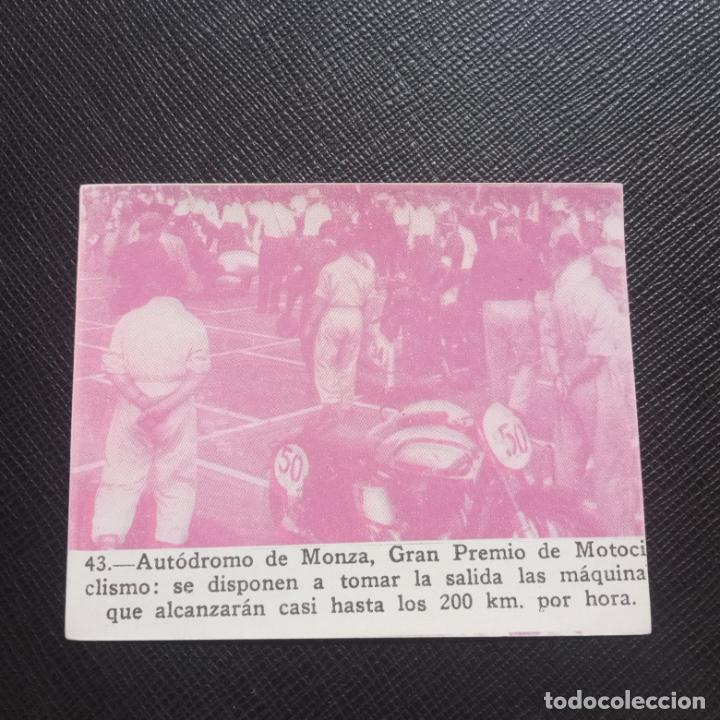 50
50
43.—Autódromo de Monza, Gran Premio de Motoci
clismo: se disponen a tomar la salida las máquina
que alcanzarán casi hasta los 200 km. por hora.
todocoleccion.net